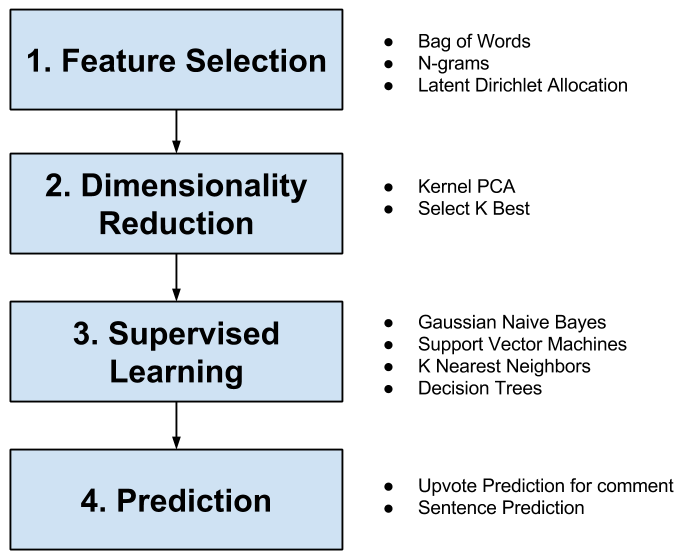 1. Feature Selection
● Bag of Words
● N-grams
● Latent Dirichlet Allocation
2. Dimensionality
Reduction
● Kernel PCA
● Select K Best
3. Supervised
Learning
● Gaussian Naive Bayes
● Support Vector Machines
● K Nearest Neighbors
● Decision Trees
4. Prediction
● Upvote Prediction for comment
● Sentence Prediction